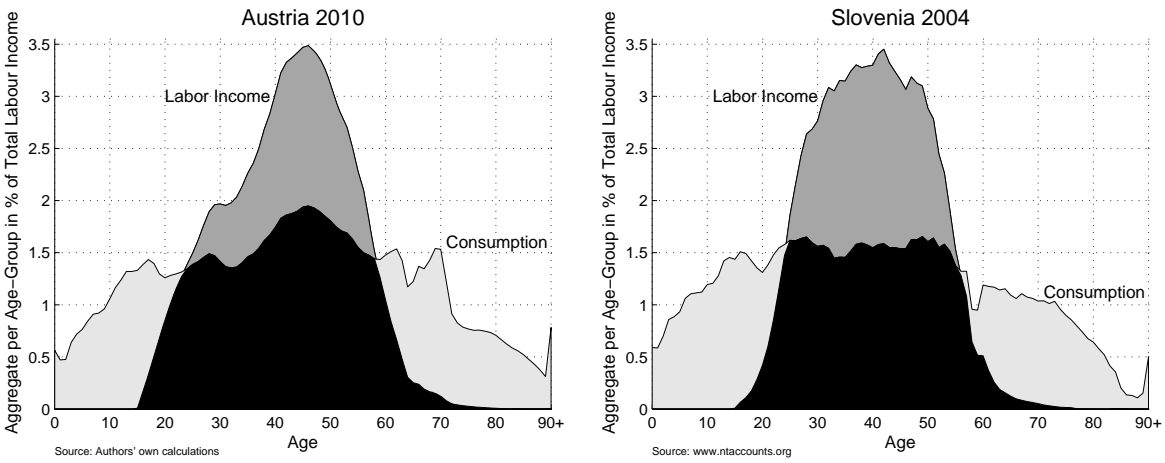 Austria 2010
Aggregate per Age−Group in % of Total Labour Income
3.5
3
2.5
2
1.5
1
0.5
0
Labor Income
Consumption
0 10 20 30 40 50 60 70 80 90+
Age
Source: Authors' own calculations
Slovenia 2004
Aggregate per Age−Group in % of Total Labour Income
3.5
3
2.5
2
1.5
1
0.5
0
Labor Income
Consumption
0 10 20 30 40 50 60 70 80 90+
Age
Source: www.ntaccounts.org